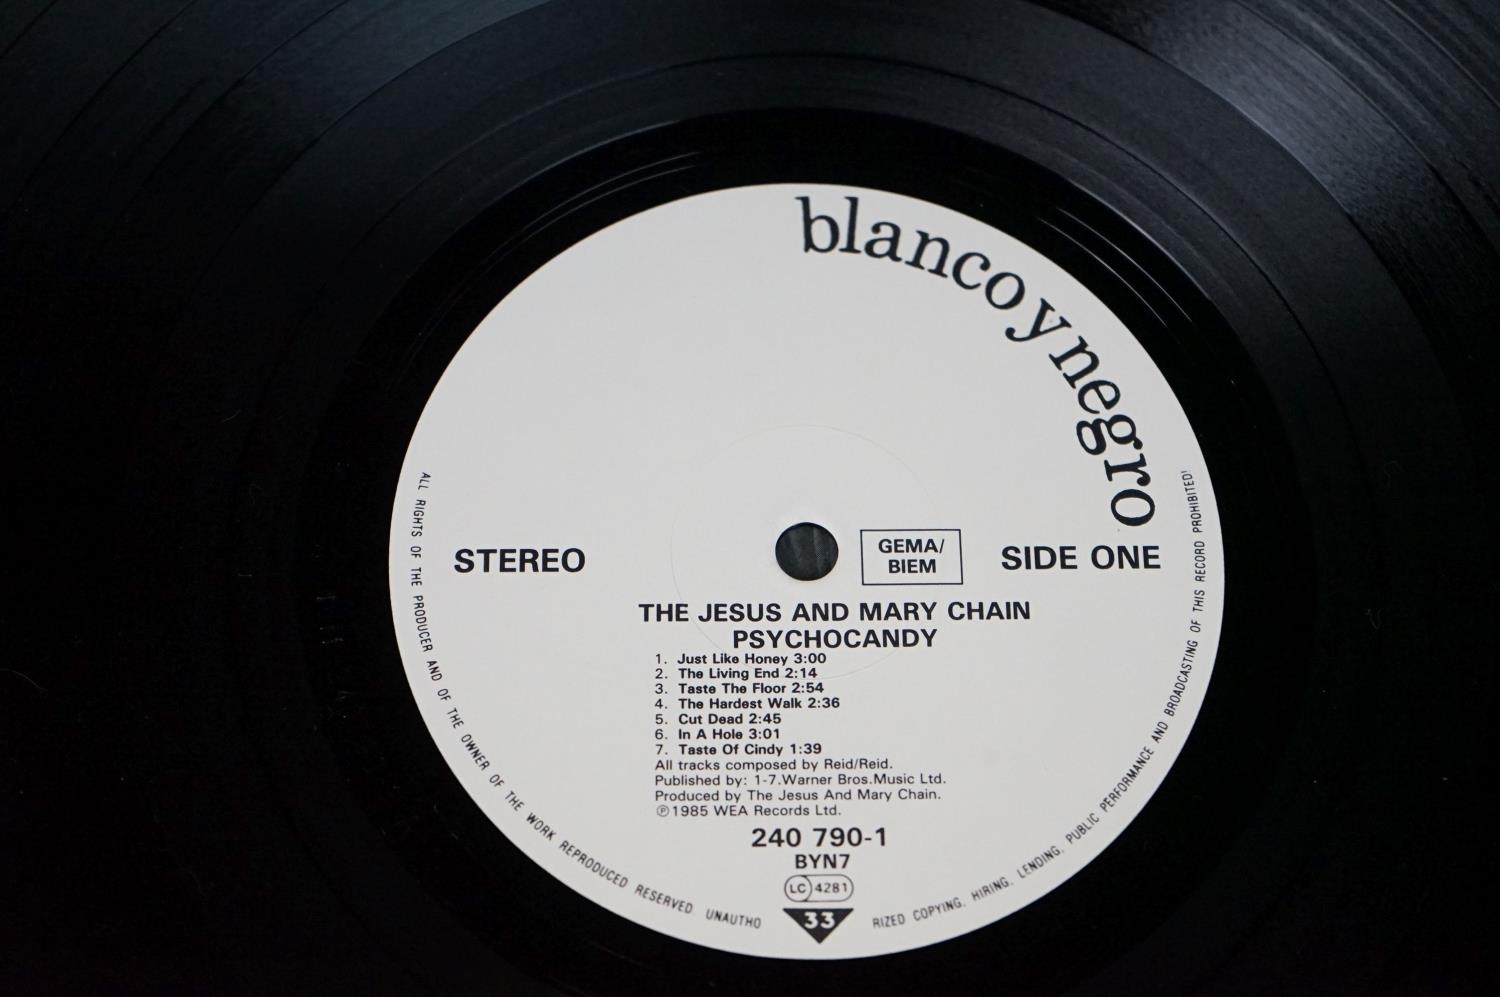 blanco y negro
STEREO
GEMA/
BIEM
SIDE ONE
THE JESUS AND MARY CHAIN
PSYCHOCANDY
1. Just Like Honey 3:00
2. The Living End 2:14
3. Taste The Floor 2:54
4. The Hardest Walk 2:36
5. Cut Dead 2:45
6. In A Hole 3:01
7. Taste Of Cindy 1:39
All tracks composed by Reid/Reid.
Published by: 1-7.Warner Bros.Music Ltd.
Produced by The Jesus And Mary Chain.
℗1985 WEA Records Ltd.
240 790-1
BYN7
LC 4281
33
ALL RIGHTS OF THE PRODUCER AND OF THE OWNER OF THE WORK REPRODUCED RESERVED. UNAUTHO RIZED COPYING, HIRING, LENDING, PUBLIC PERFORMANCE AND BROADCASTING OF THIS RECORD PROHIBITED!